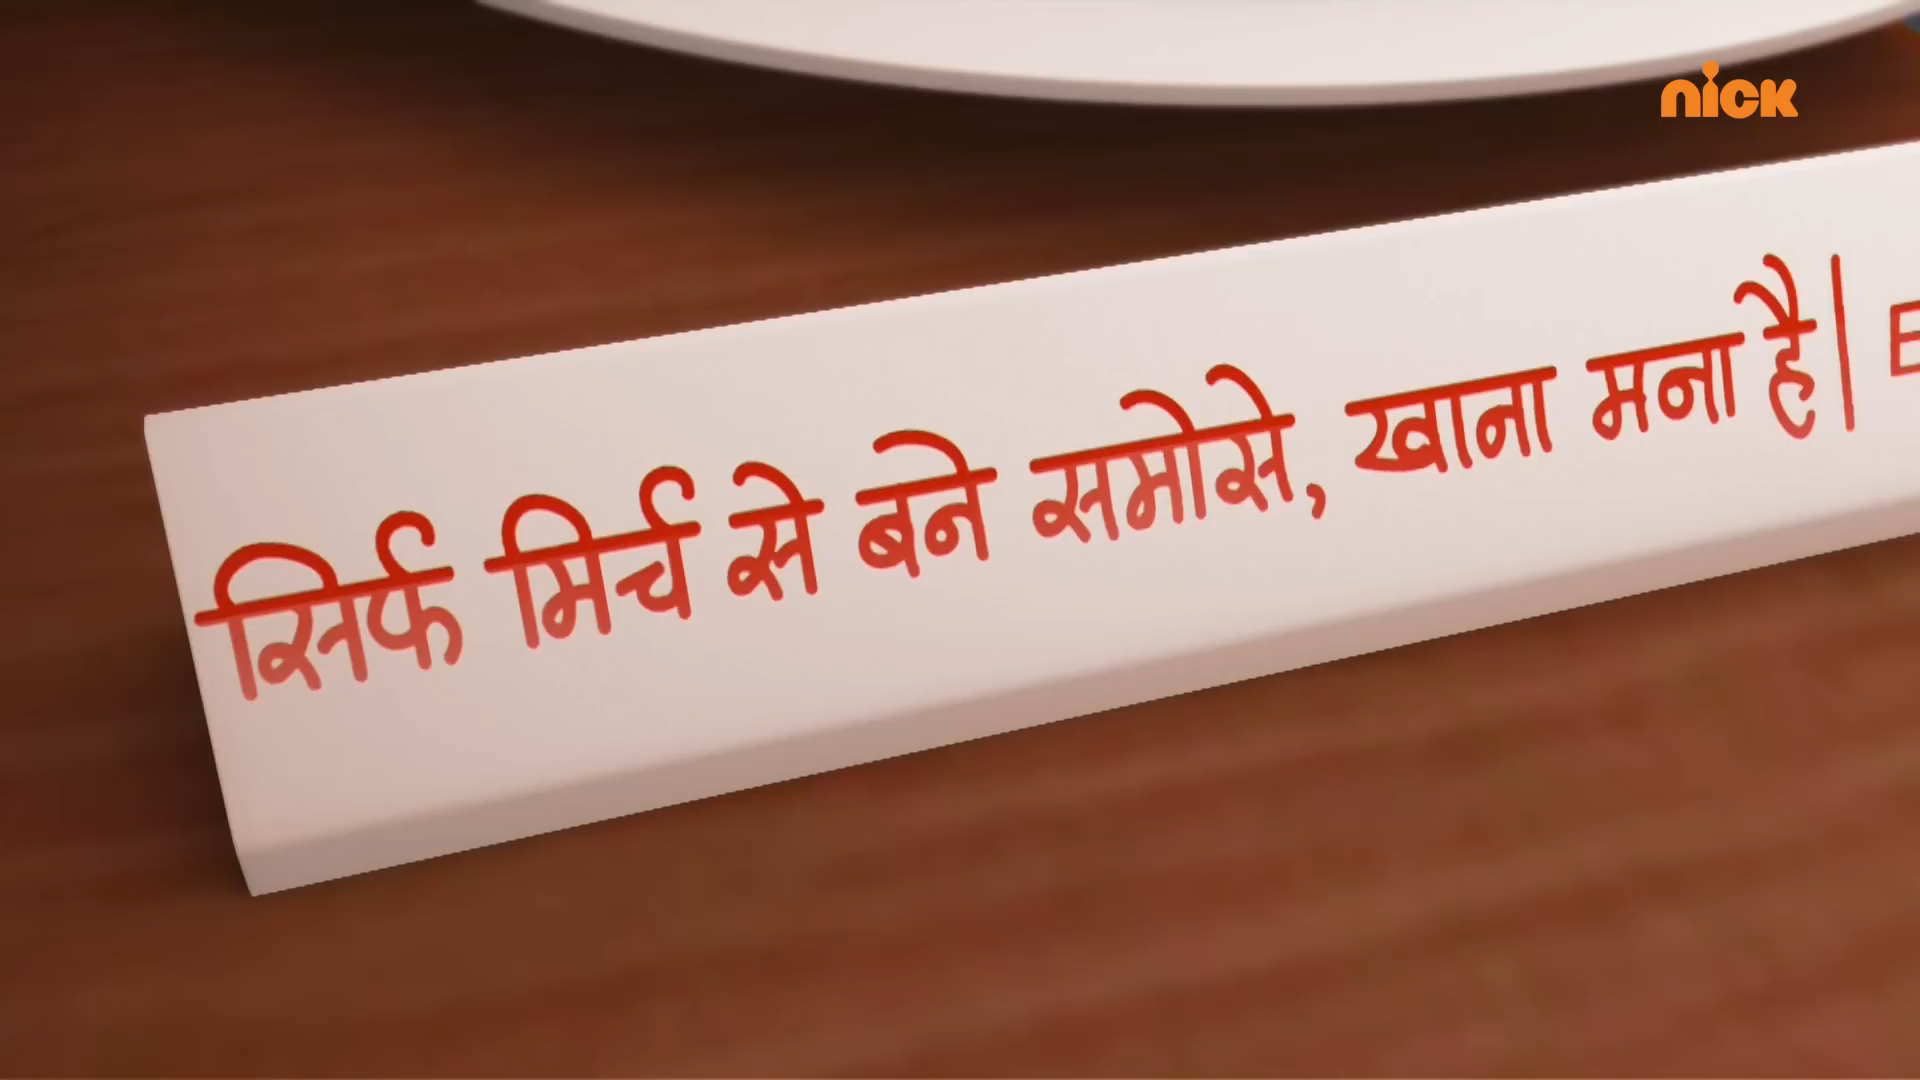 nick
सिर्फ मिर्च से बने समोसे, खाना मना है|